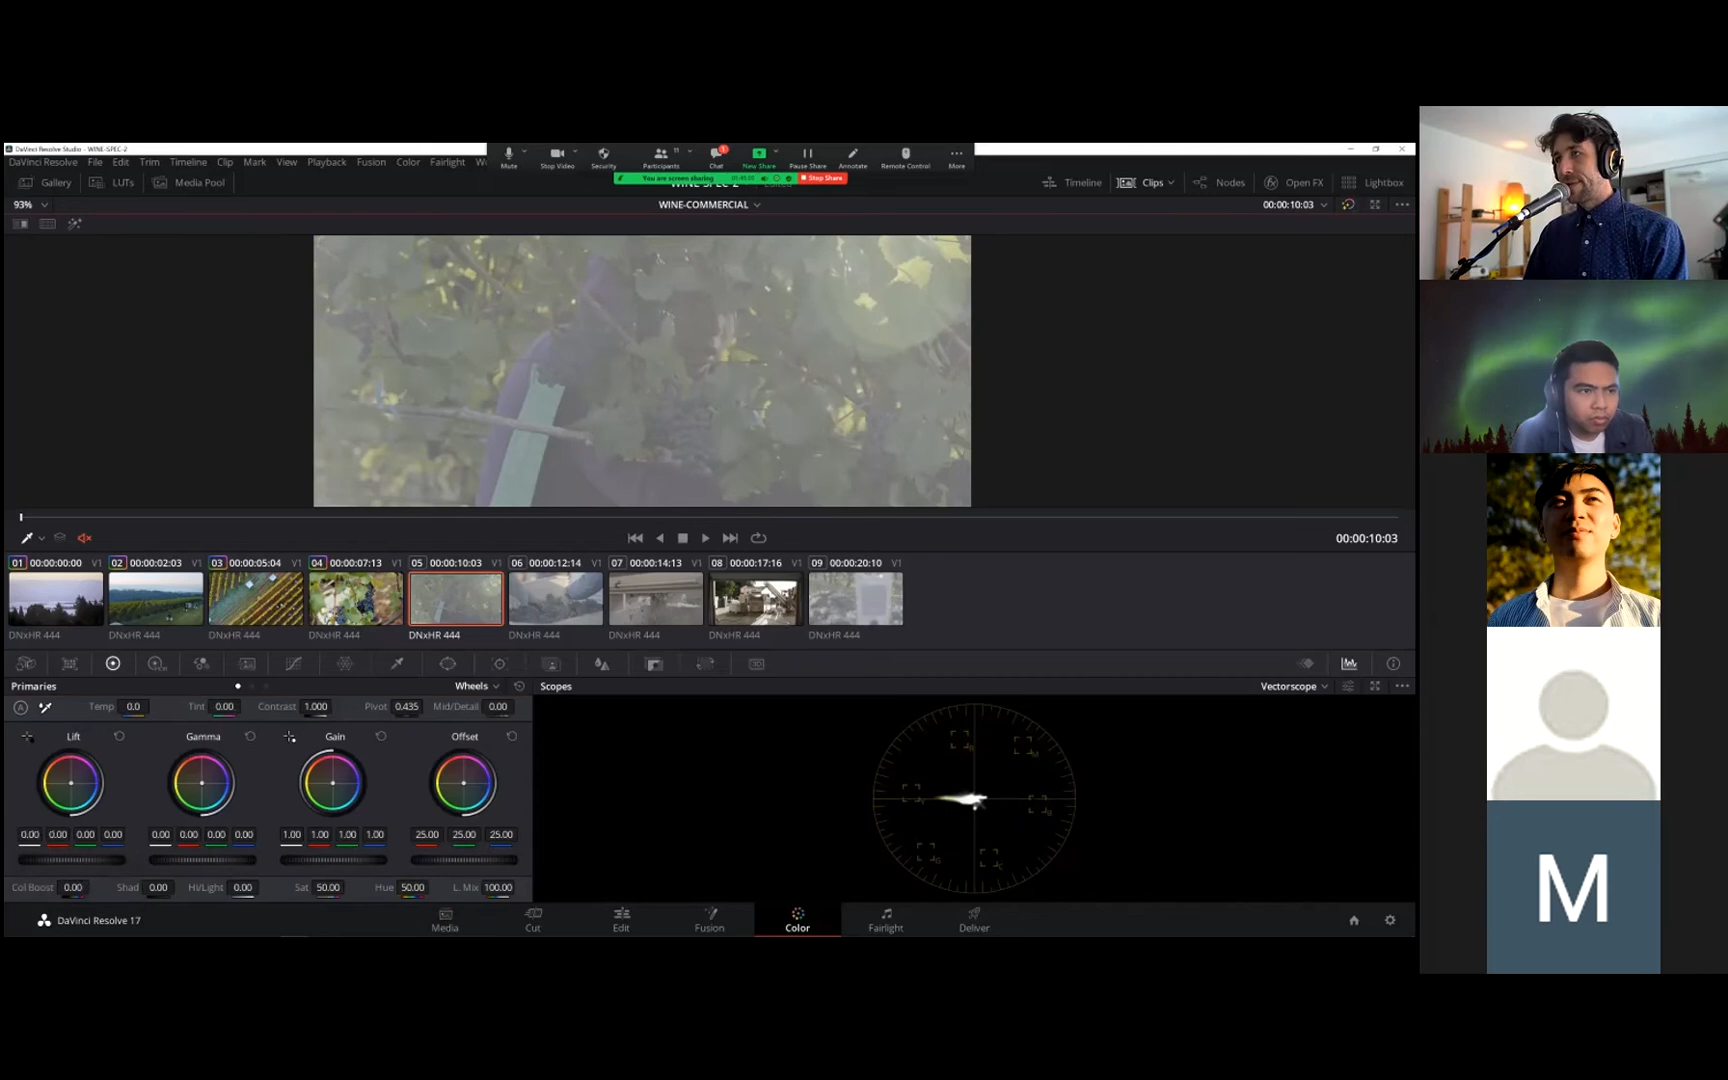 DaVinci Resolve Studio - WINE-SPEC-2
DaVinci Resolve File Edit Trim Timeline Clip Mark View Playback Fusion Color Fairlight
Mute Stop Video Security Participants 11 Chat 1 New Share Pause Share Annotate Remote Control More
You are screen sharing Stop Share
Gallery LUTs Media Pool WINE-SPEC-2 Timeline Clips Nodes Open FX Lightbox
93% WINE-COMMERCIAL 00:00:10:03
00:00:10:03
01 00:00:00:00 V1 02 00:00:02:03 V1 03 00:00:05:04 V1 04 00:00:07:13 V1 05 00:00:10:03 V1 06 00:00:12:14 V1 07 00:00:14:13 V1 08 00:00:17:16 V1 09 00:00:20:10 V1
DNxHR 444 DNxHR 444 DNxHR 444 DNxHR 444 DNxHR 444 DNxHR 444 DNxHR 444 DNxHR 444 DNxHR 444
Primaries Wheels Scopes Vectorscope
Temp 0.0 Tint 0.00 Contrast 1.000 Pivot 0.435 Mid/Detail 0.00
Lift Gamma Gain Offset
0.00 0.00 0.00 0.00 0.00 0.00 0.00 0.00 1.00 1.00 1.00 1.00 25.00 25.00 25.00
Col Boost 0.00 Shad 0.00 Hi/Light 0.00 Sat 50.00 Hue 50.00 L. Mix 100.00
DaVinci Resolve 17 Media Cut Edit Fusion Color Fairlight Deliver
M